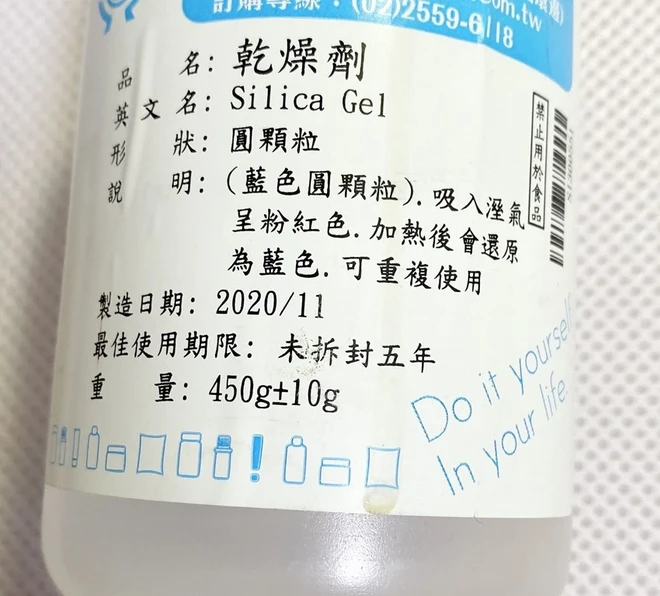 訂購專線：(02)2559-6118
com.tw
品名：乾燥劑
英文名：Silica Gel
形狀：圓顆粒
說明：(藍色圓顆粒).吸入溼氣
呈粉紅色.加熱後會還原
為藍色.可重複使用
禁止用於食品
製造日期：2020/11
最佳使用期限：未拆封五年
重量：450g±10g
Do it yourself
In your life.